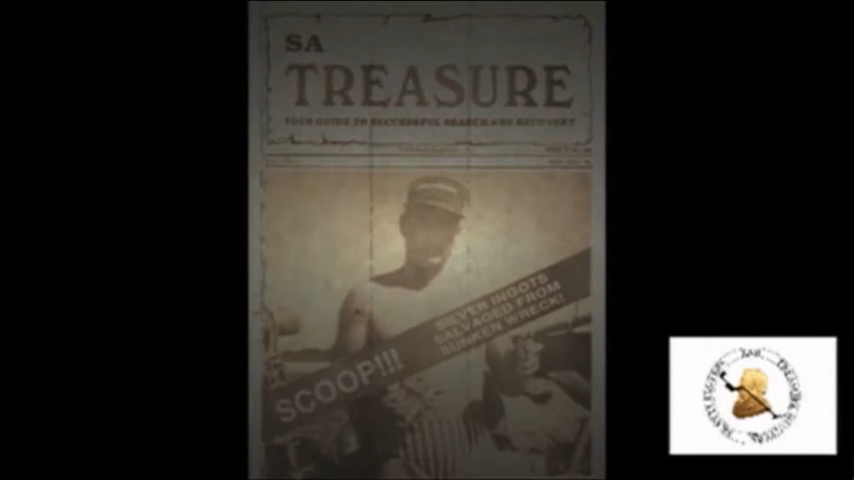 SA
TREASURE
YOUR GUIDE TO SUCCESSFUL SEARCH AND RECOVERY
SCOOP!!!
SILVER INGOTS
SALVAGED FROM
SUNKEN WRECK!